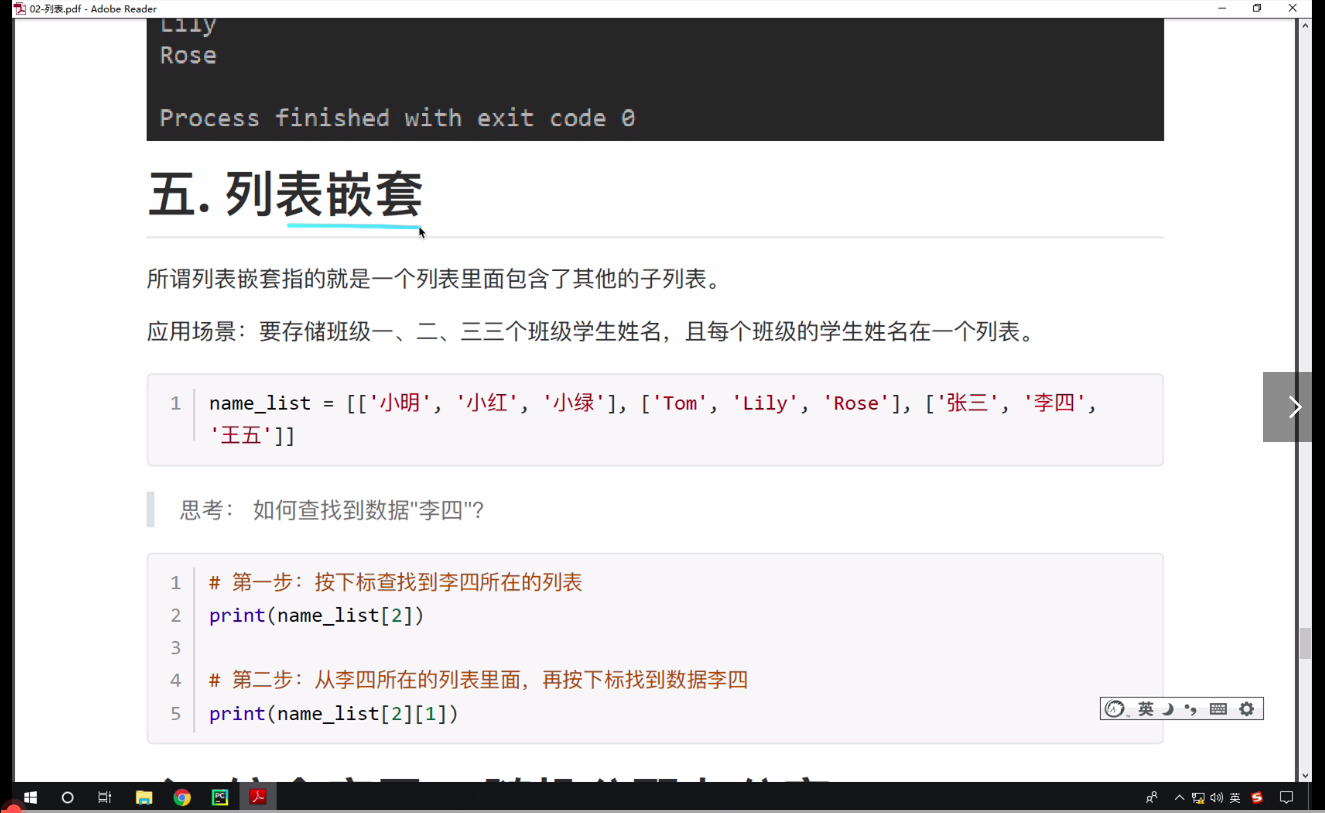 02-列表.pdf - Adobe Reader
Lily
Rose
Process finished with exit code 0
五. 列表嵌套
所谓列表嵌套指的就是一个列表里面包含了其他的子列表。
应用场景：要存储班级一、二、三三个班级学生姓名，且每个班级的学生姓名在一个列表。
1 name_list = [['小明', '小红', '小绿'], ['Tom', 'Lily', 'Rose'], ['张三', '李四',
'王五']]
思考： 如何查找到数据"李四"?
1 # 第一步：按下标查找到李四所在的列表
2 print(name_list[2])
3
4 # 第二步：从李四所在的列表里面，再按下标找到数据李四
5 print(name_list[2][1])
英
英